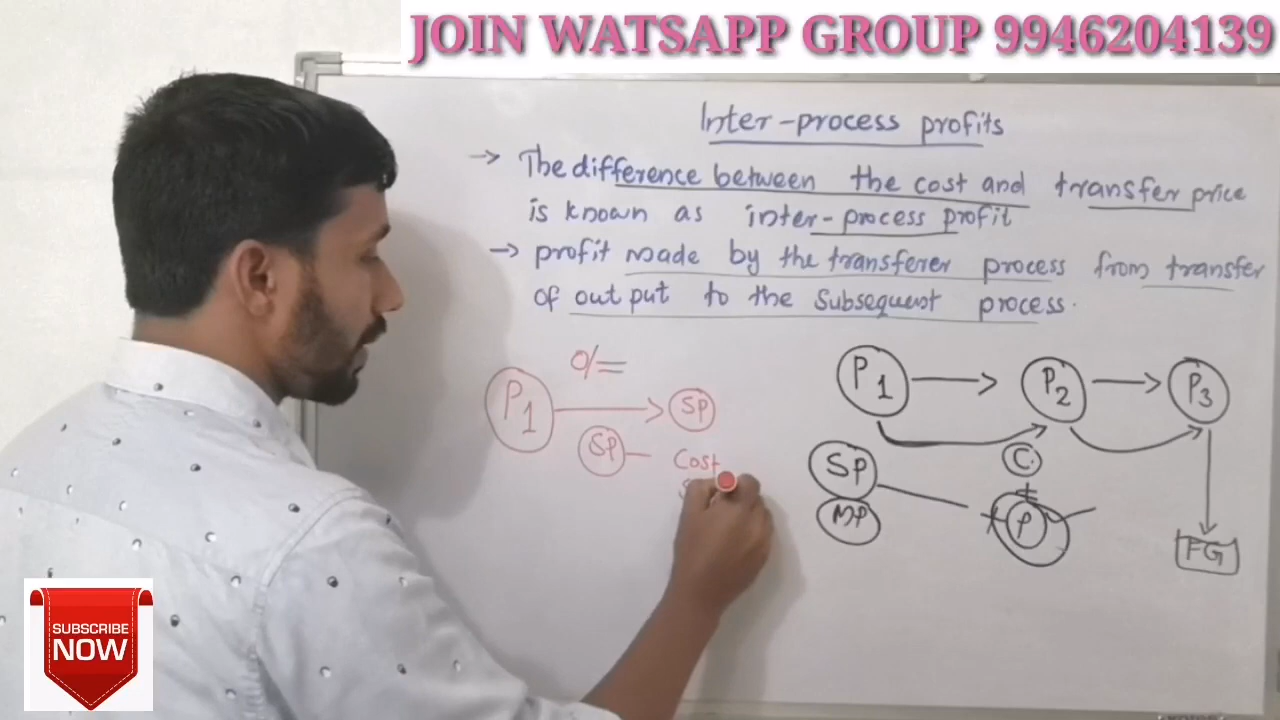 JOIN WATSAPP GROUP 9946204139
Inter-process profits
→ The difference between the cost and transfer price
is known as inter-process profit
→ profit made by the transferer process from transfer
of output to the subsequent process.
O/=
P1 → SP
SP – Cost
P1 → P2 → P3
SP
C
+
MP
P
FG
SUBSCRIBE
NOW